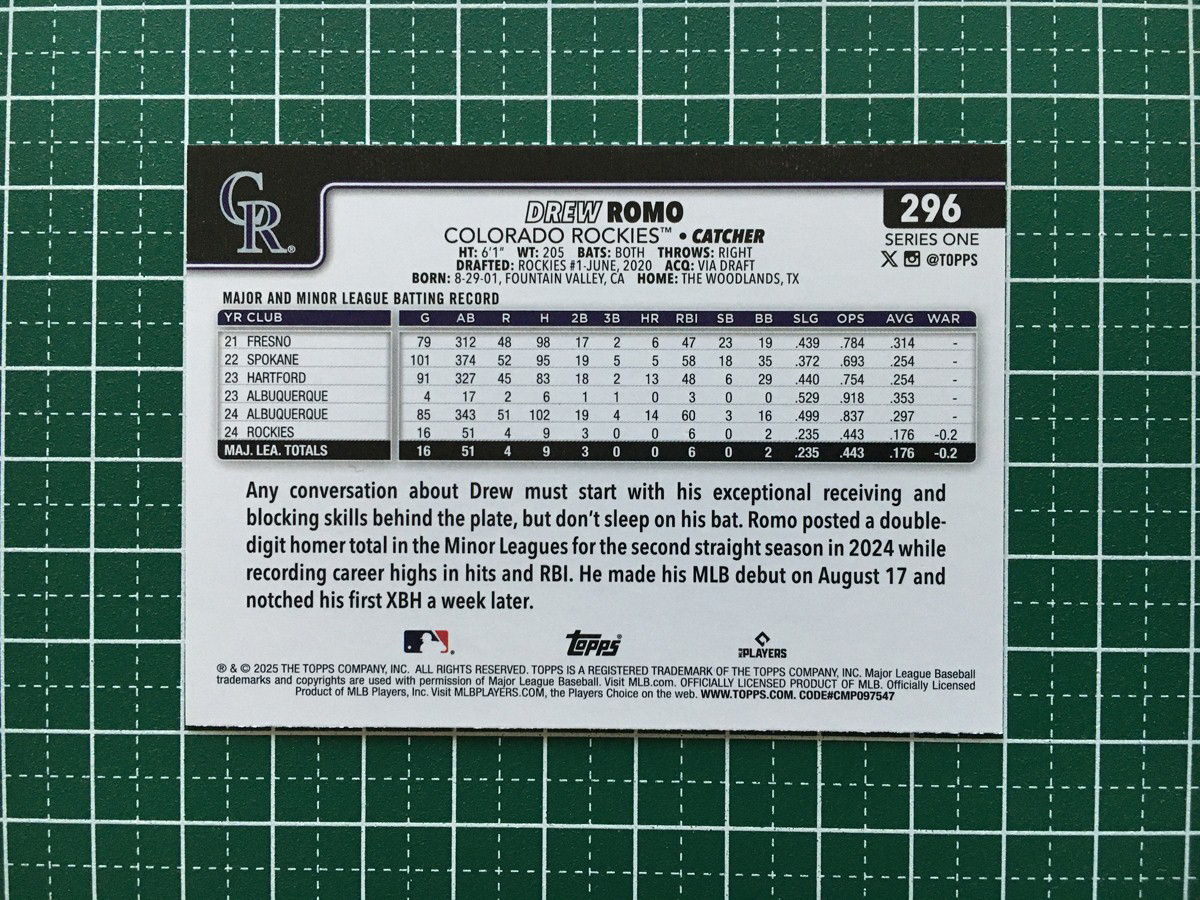 CR®
DREW ROMO
296
COLORADO ROCKIES™ • CATCHER
SERIES ONE
HT: 6'1" WT: 205 BATS: BOTH THROWS: RIGHT
X @TOPPS
DRAFTED: ROCKIES #1-JUNE, 2020 ACQ: VIA DRAFT
BORN: 8-29-01, FOUNTAIN VALLEY, CA HOME: THE WOODLANDS, TX
MAJOR AND MINOR LEAGUE BATTING RECORD
YR CLUB G AB R H 2B 3B HR RBI SB BB SLG OPS AVG WAR
21 FRESNO 79 312 48 98 17 2 6 47 23 19 .439 .784 .314 -
22 SPOKANE 101 374 52 95 19 5 5 58 18 35 .372 .693 .254 -
23 HARTFORD 91 327 45 83 18 2 13 48 6 29 .440 .754 .254 -
23 ALBUQUERQUE 4 17 2 6 1 1 0 3 0 0 .529 .918 .353 -
24 ALBUQUERQUE 85 343 51 102 19 4 14 60 3 16 .499 .837 .297 -
24 ROCKIES 16 51 4 9 3 0 0 6 0 2 .235 .443 .176 -0.2
MAJ. LEA. TOTALS 16 51 4 9 3 0 0 6 0 2 .235 .443 .176 -0.2
Any conversation about Drew must start with his exceptional receiving and
blocking skills behind the plate, but don't sleep on his bat. Romo posted a double-
digit homer total in the Minor Leagues for the second straight season in 2024 while
recording career highs in hits and RBI. He made his MLB debut on August 17 and
notched his first XBH a week later.
topps® MLB PLAYERS
® & © 2025 THE TOPPS COMPANY, INC. ALL RIGHTS RESERVED. TOPPS IS A REGISTERED TRADEMARK OF THE TOPPS COMPANY, INC. Major League Baseball
trademarks and copyrights are used with permission of Major League Baseball. Visit MLB.com. OFFICIALLY LICENSED PRODUCT OF MLB. Officially Licensed
Product of MLB Players, Inc. Visit MLBPLAYERS.COM, the Players Choice on the web. WWW.TOPPS.COM. CODE#CMP097547